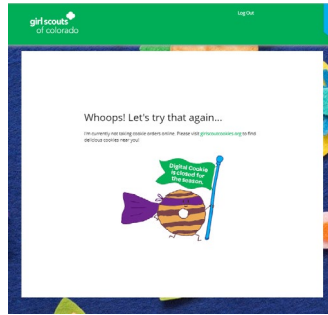 girl scouts
of colorado
Log Out
Whoops! Let's try that again...
I'm currently not taking cookie orders online. Please visit girlscoutcookies.org to find
delicious cookies near you!
Digital Cookie
is closed for
the season.